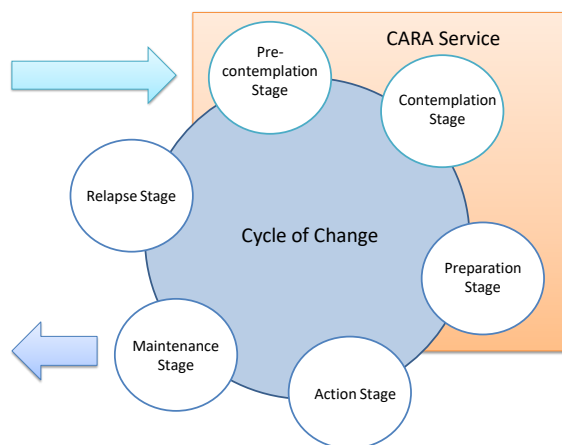 CARA Service
Pre-
contemplation
Stage
Contemplation
Stage
Relapse Stage
Cycle of Change
Preparation
Stage
Maintenance
Stage
Action Stage